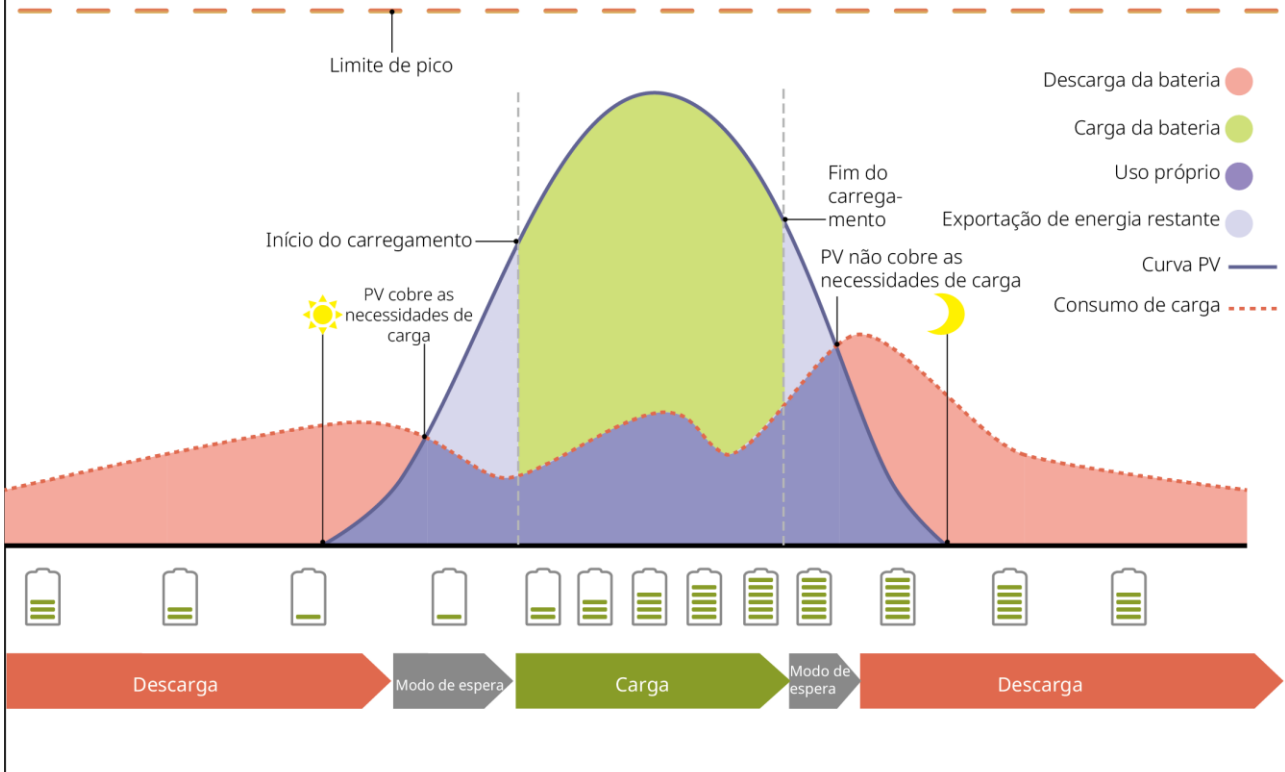 Limite de pico
Descarga da bateria
Carga da bateria
Uso próprio
Exportação de energia restante
Curva PV
Consumo de carga
Fim do
carrega-
mento
Início do carregamento
PV não cobre as
necessidades de carga
PV cobre as
necessidades de
carga
Descarga
Modo de espera
Carga
Modo de
espera
Descarga